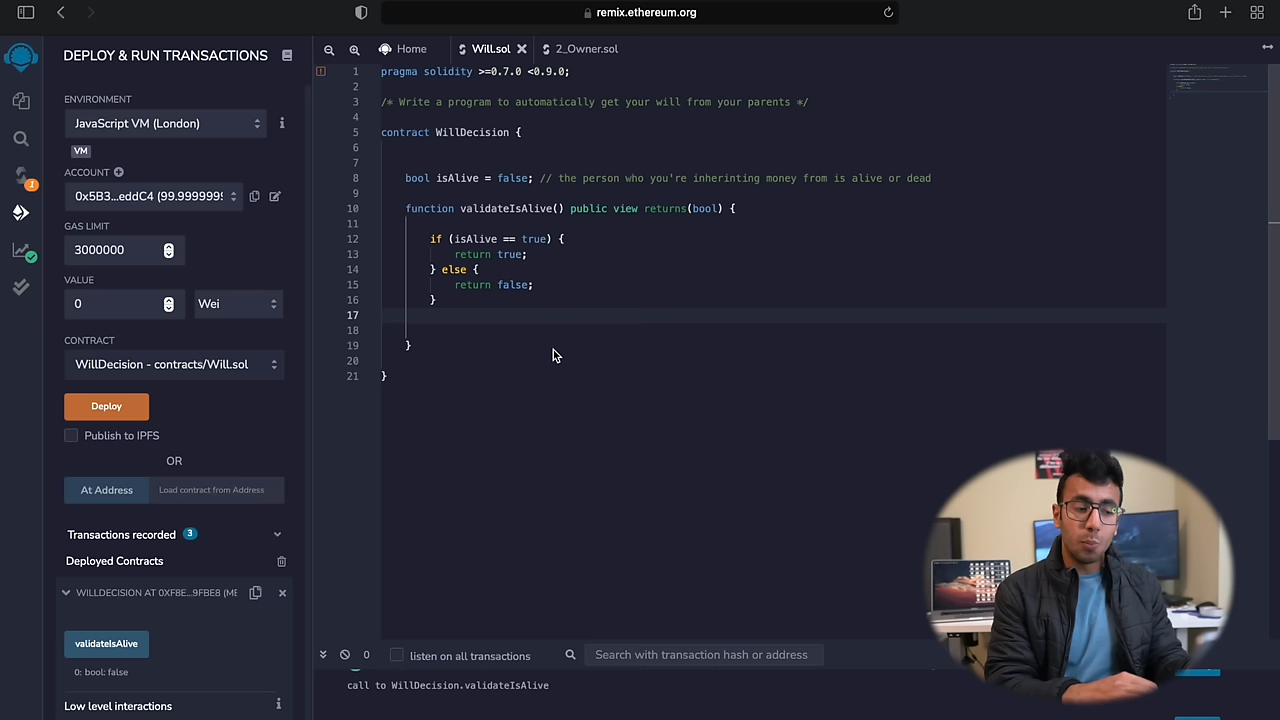 remix.ethereum.org
DEPLOY & RUN TRANSACTIONS
Home
Will.sol
2_Owner.sol
ENVIRONMENT
JavaScript VM (London)
VM
ACCOUNT
0x5B3...eddC4 (99.9999999
GAS LIMIT
3000000
VALUE
0
Wei
CONTRACT
WillDecision - contracts/Will.sol
Deploy
Publish to IPFS
OR
At Address
Load contract from Address
Transactions recorded 3
Deployed Contracts
WILLDECISION AT 0XF8E...9FBE8 (ME
validateIsAlive
0: bool: false
Low level interactions
1
1 pragma solidity >=0.7.0 <0.9.0;
2
3 /* Write a program to automatically get your will from your parents */
4
5 contract WillDecision {
6
7
8 bool isAlive = false; // the person who you're inherinting money from is alive or dead
9
10 function validateIsAlive() public view returns(bool) {
11
12 if (isAlive == true) {
13 return true;
14 } else {
15 return false;
16 }
17
18
19 }
20
21 }
0
listen on all transactions
Search with transaction hash or address
call to WillDecision.validateIsAlive